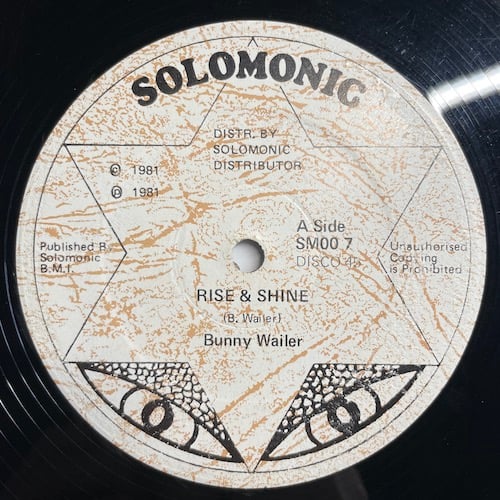 SOLOMONIC
DISTR. BY
SOLOMONIC
DISTRIBUTOR
© 1981
℗ 1981
A Side
SM00 7
DISCO 45
Published R.
Solomonic
B.M.I.
Unauthorised
Copying
is Prohibited
RISE & SHINE
(B. Wailer)
Bunny Wailer